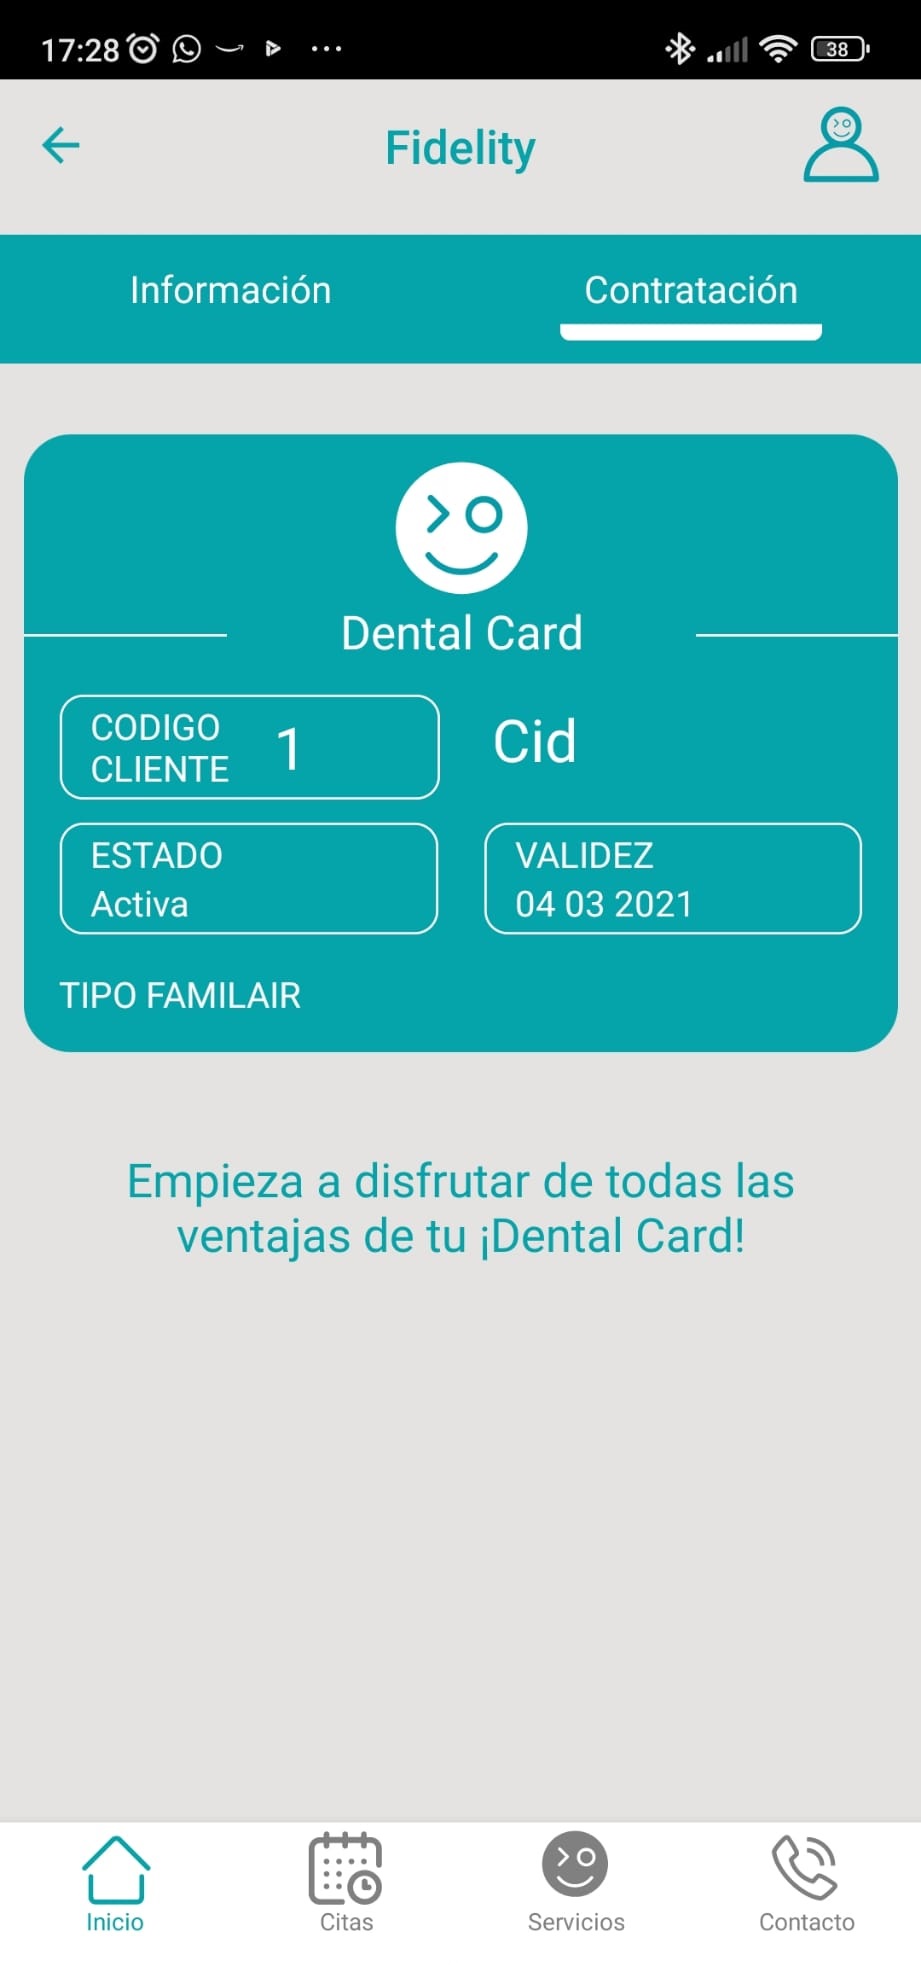 17:28
38
Fidelity
Información
Contratación
Dental Card
CODIGO
CLIENTE
1
Cid
ESTADO
Activa
VALIDEZ
04 03 2021
TIPO FAMILAIR
Empieza a disfrutar de todas las
ventajas de tu ¡Dental Card!
Inicio
Citas
Servicios
Contacto